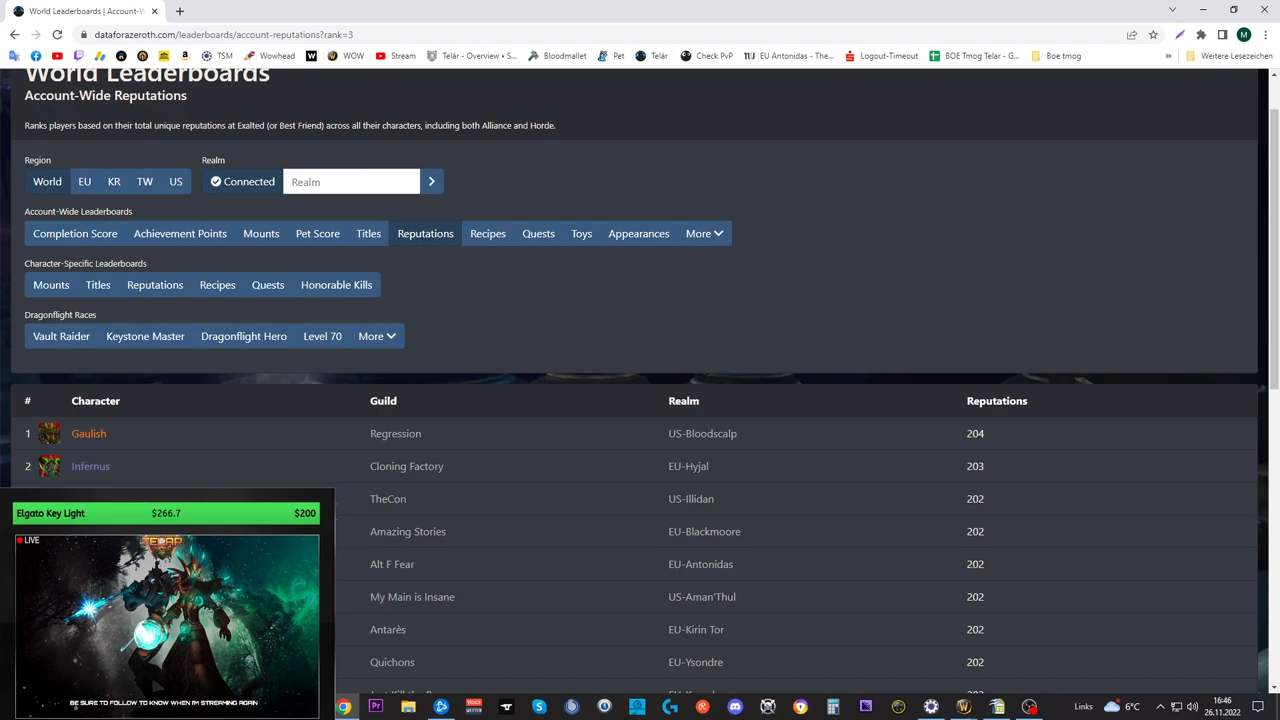 World Leaderboards | Account-W
dataforazeroth.com/leaderboards/account-reputations?rank=3
M
TSM
Wowhead
WOW
Stream
Telár - Overview « S...
Bloodmallet
Pet
Telár
Check PvP
EU Antonidas - The...
Logout-Timeout
BOE Tmog Telar - G...
Boe tmog
»
Weitere Lesezeichen
World Leaderboards
Account-Wide Reputations
Ranks players based on their total unique reputations at Exalted (or Best Friend) across all their characters, including both Alliance and Horde.
Region
Realm
World EU KR TW US
Connected
Realm
Account-Wide Leaderboards
Completion Score Achievement Points Mounts Pet Score Titles Reputations Recipes Quests Toys Appearances More
Character-Specific Leaderboards
Mounts Titles Reputations Recipes Quests Honorable Kills
Dragonflight Races
Vault Raider Keystone Master Dragonflight Hero Level 70 More
# Character Guild Realm Reputations
1 Gaulish Regression US-Bloodscalp 204
2 Infernus Cloning Factory EU-Hyjal 203
TheCon US-Illidan 202
Amazing Stories EU-Blackmoore 202
Alt F Fear EU-Antonidas 202
My Main is Insane US-Aman'Thul 202
Antarès EU-Kirin Tor 202
Quichons EU-Ysondre 202
Elgato Key Light $266.7 $200
LIVE
TELAR
BE SURE TO FOLLOW TO KNOW WHEN I'M STREAMING AGAIN
Links
6°C
16:46
26.11.2022